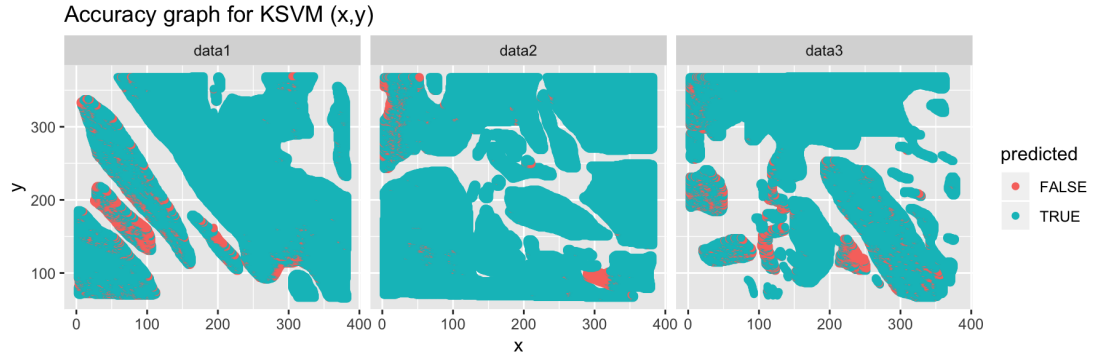 Accuracy graph for KSVM (x,y)
data1 data2 data3
300
200
100
y
0 100 200 300 400 0 100 200 300 400 0 100 200 300 400
x
predicted
FALSE
TRUE